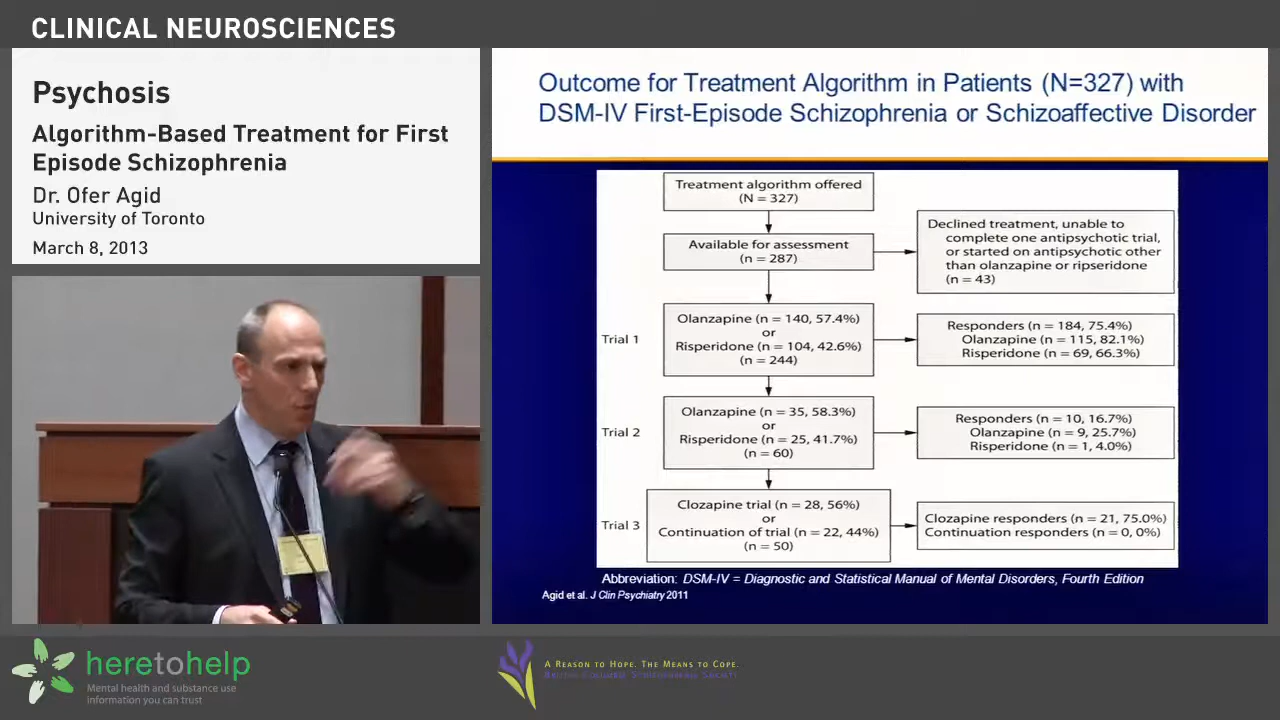 CLINICAL NEUROSCIENCES
Psychosis
Algorithm-Based Treatment for First
Episode Schizophrenia
Dr. Ofer Agid
University of Toronto
March 8, 2013
Outcome for Treatment Algorithm in Patients (N=327) with
DSM-IV First-Episode Schizophrenia or Schizoaffective Disorder
Treatment algorithm offered
(N = 327)
Available for assessment
(n = 287)
Declined treatment, unable to
complete one antipsychotic trial,
or started on antipsychotic other
than olanzapine or ripseridone
(n = 43)
Trial 1
Olanzapine (n = 140, 57.4%)
or
Risperidone (n = 104, 42.6%)
(n = 244)
Responders (n = 184, 75.4%)
Olanzapine (n = 115, 82.1%)
Risperidone (n = 69, 66.3%)
Trial 2
Olanzapine (n = 35, 58.3%)
or
Risperidone (n = 25, 41.7%)
(n = 60)
Responders (n = 10, 16.7%)
Olanzapine (n = 9, 25.7%)
Risperidone (n = 1, 4.0%)
Trial 3
Clozapine trial (n = 28, 56%)
or
Continuation of trial (n = 22, 44%)
(n = 50)
Clozapine responders (n = 21, 75.0%)
Continuation responders (n = 0, 0%)
Abbreviation: DSM-IV = Diagnostic and Statistical Manual of Mental Disorders, Fourth Edition
Agid et al. J Clin Psychiatry 2011
heretohelp
Mental health and substance use
information you can trust
A Reason to Hope. The Means to Cope.
British Columbia Schizophrenia Society